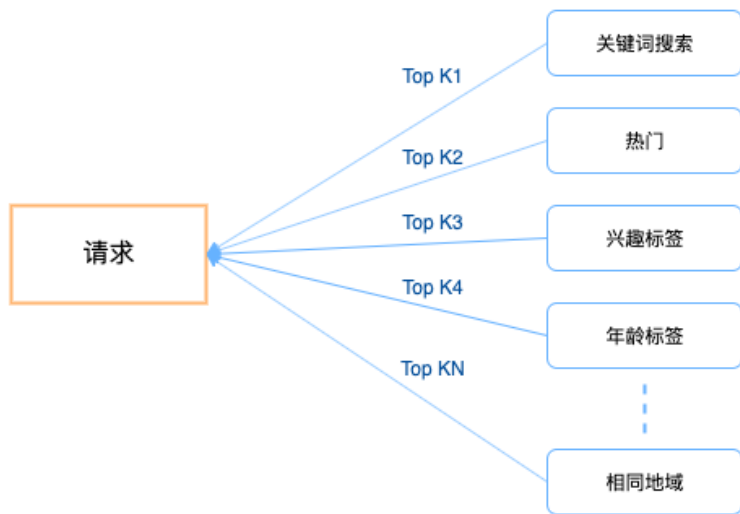 关键词搜索
Top K1
热门
Top K2
兴趣标签
Top K3
请求
年龄标签
Top K4
Top KN
相同地域